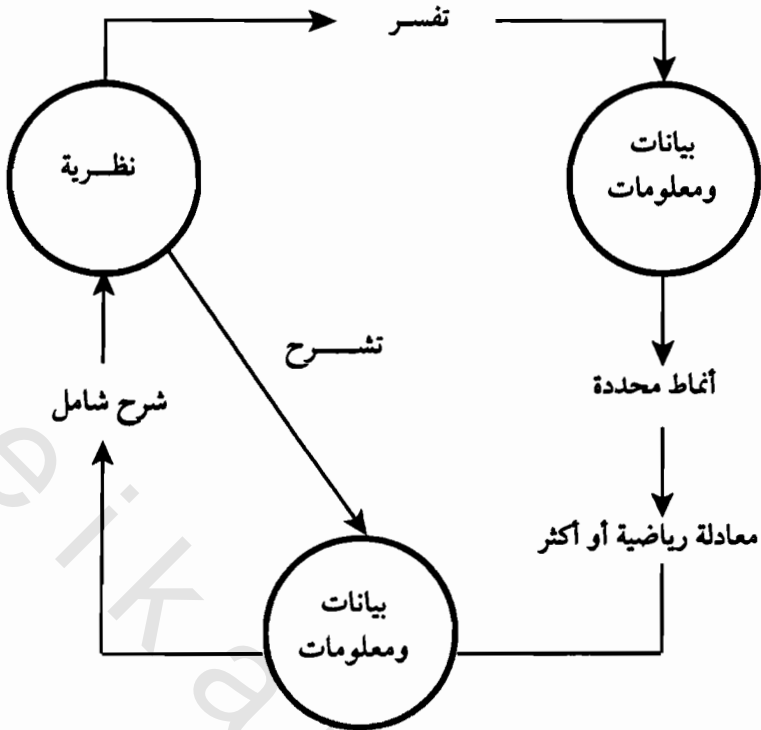 تفسر
نظرية
بيانات
ومعلومات
تشرح
أنماط محددة
شرح شامل
معادلة رياضية أو أكثر
بيانات
ومعلومات
e i k a